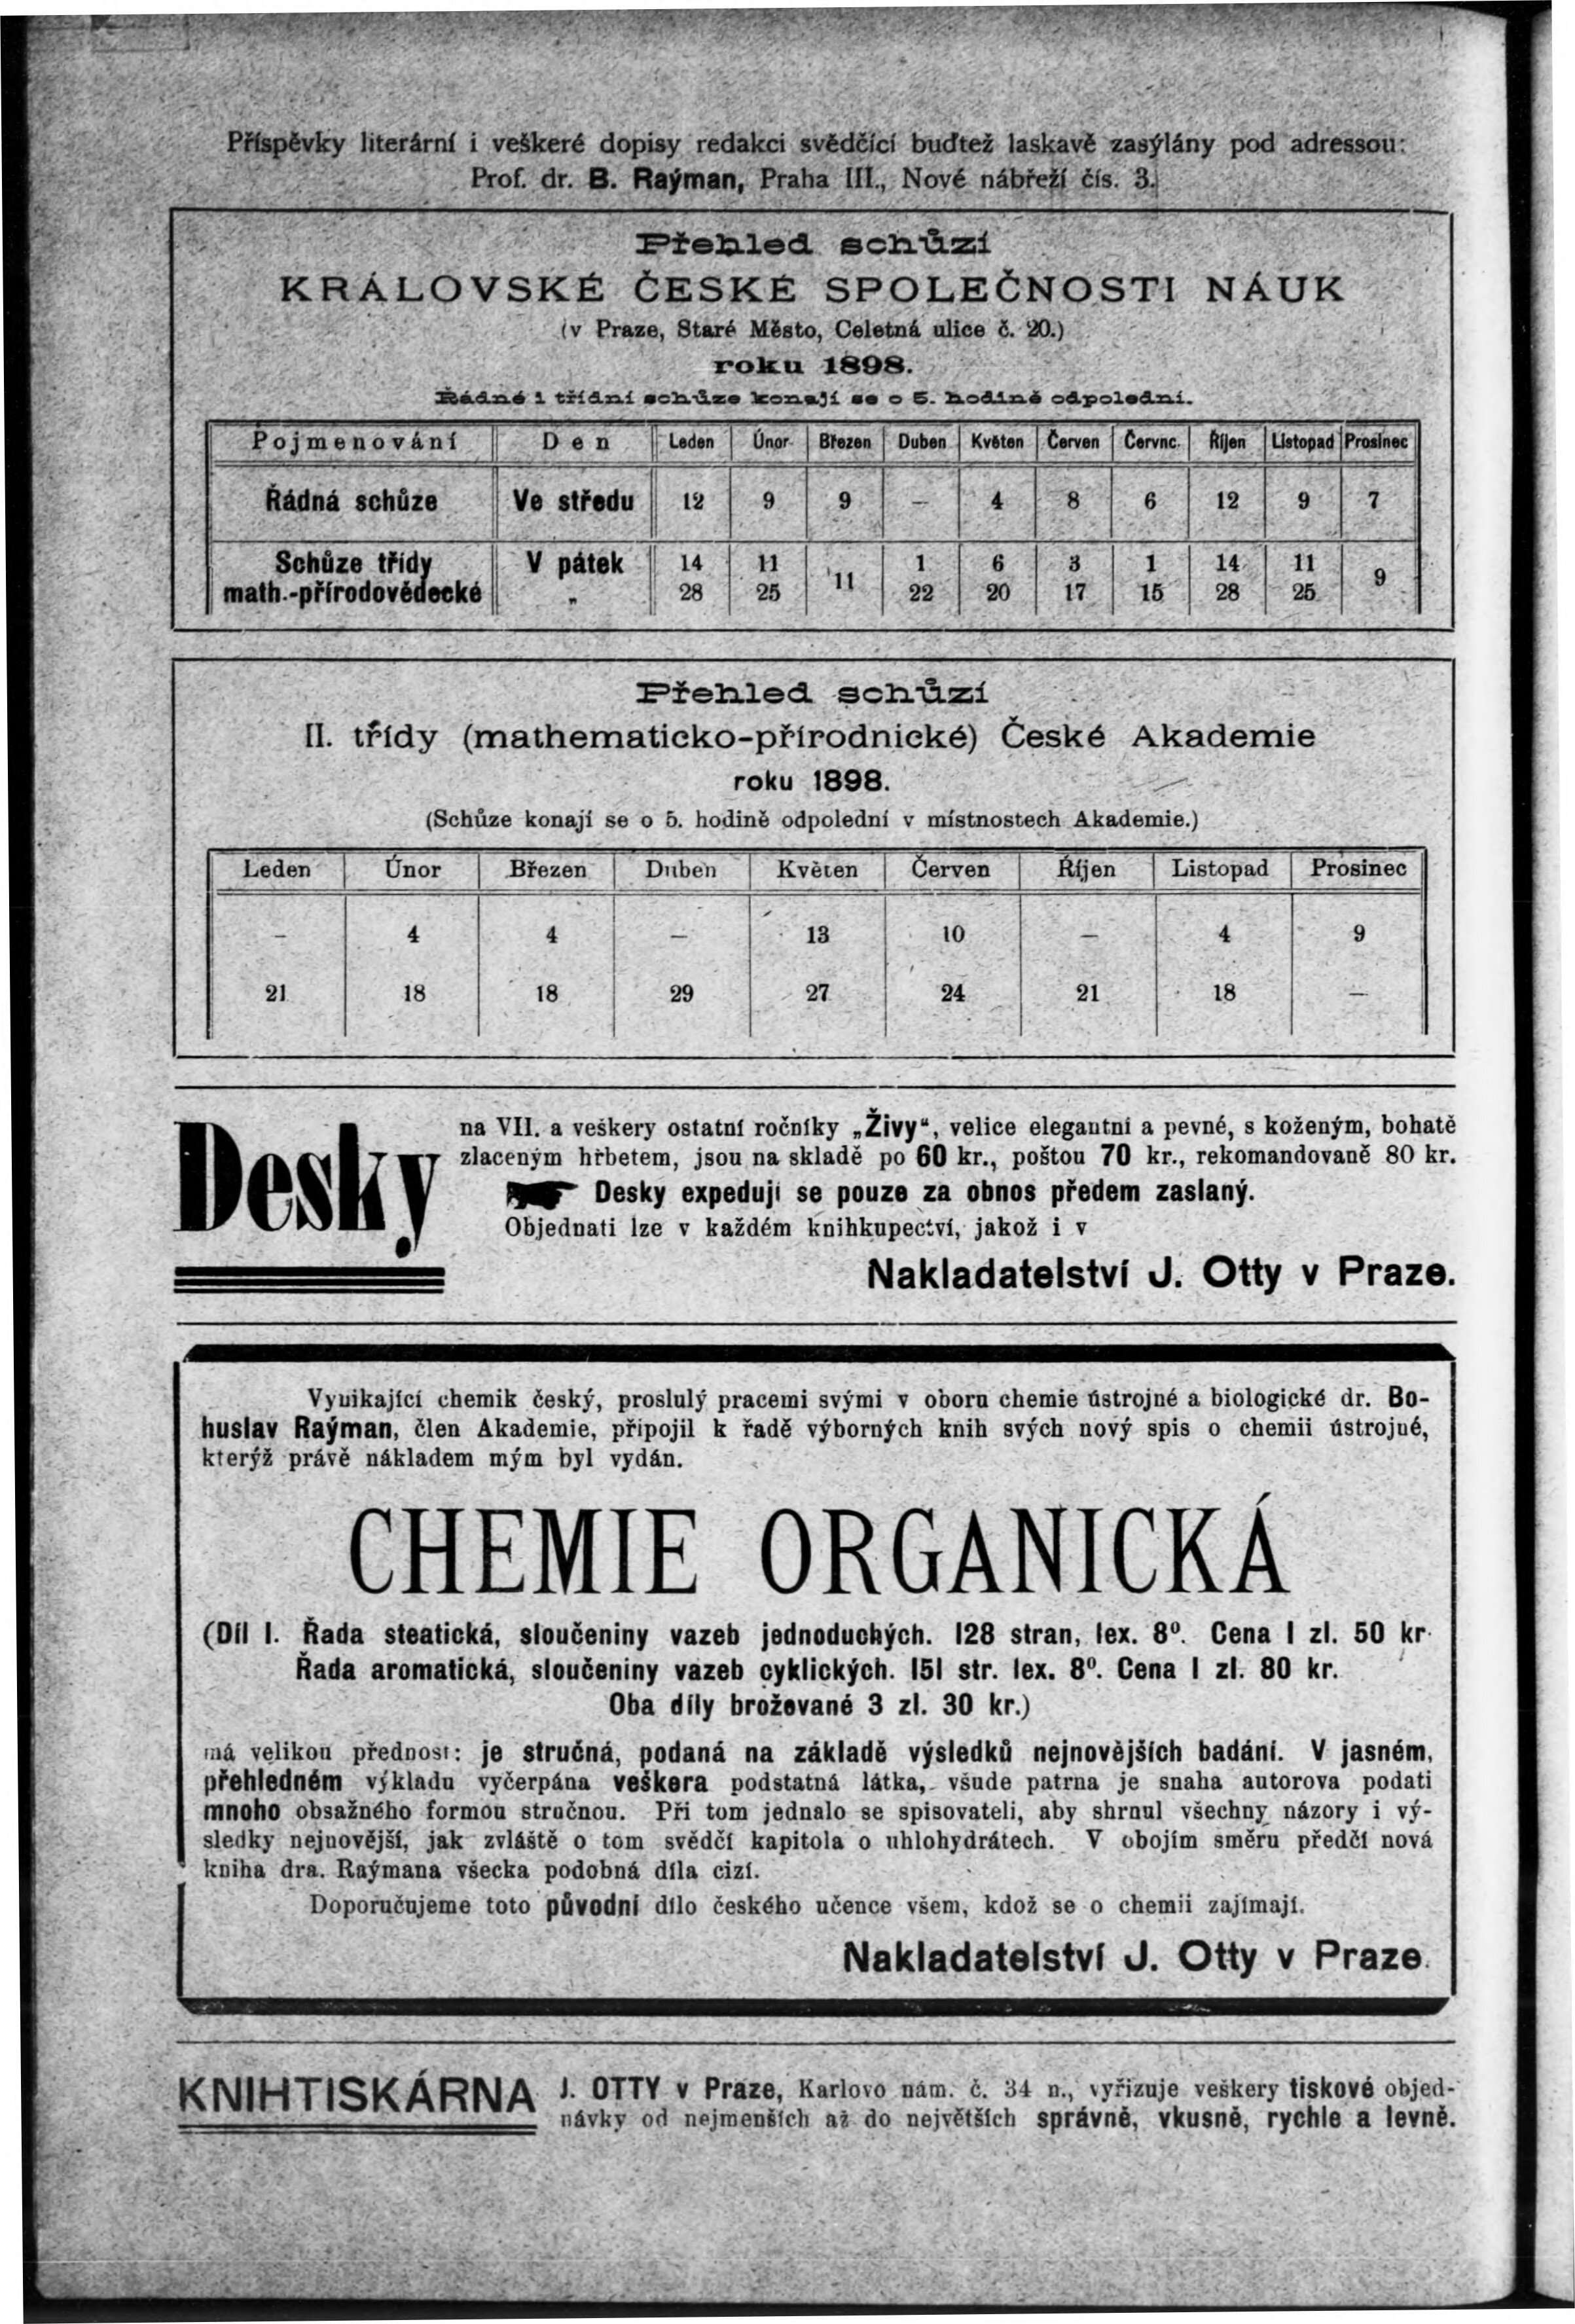 Příspěvky literární i veškeré dopisy redakci svědčící buďtež laskavě zasýlány pod adressou:
Prof. dr. B. Raýman, Praha III., Nové nábřeží čís. 3.
Přehled schůzí
KRÁLOVSKÉ ČESKÉ SPOLEČNOSTI NÁUK
(v Praze, Staré Město, Celetná ulice č. 20.)
roku 1898.
Řádné i třídní schůze konají se o 5. hodině odpolední.
Pojmenování Den Leden Únor Březen Duben Květen Červen Červnc. Říjen Listopad Prosinec
Řádná schůze Ve středu 12 9 9 — 4 8 6 12 9 7
Schůze třídy V pátek 14 11 11 1 6 3 1 14 11 9
math.-přírodovědecké „ 28 25 22 20 17 15 28 25
Přehled schůzí
II. třídy (mathematicko-přírodnické) České Akademie
roku 1898.
(Schůze konají se o 5. hodině odpolední v místnostech Akademie.)
Leden Únor Březen Duben Květen Červen Říjen Listopad Prosinec
— 4 4 — 13 10 — 4 9
21 18 18 29 27 24 21 18 —
Desky
na VII. a veškery ostatní ročníky „Živy“, velice elegantní a pevné, s koženým, bohatě
zlaceným hřbetem, jsou na skladě po 60 kr., poštou 70 kr., rekomandovaně 80 kr.
Desky expedují se pouze za obnos předem zaslaný.
Objednati lze v každém knihkupectví, jakož i v
Nakladatelství J. Otty v Praze.
Vynikající chemik český, proslulý pracemi svými v oboru chemie ústrojné a biologické dr. Bo-
huslav Raýman, člen Akademie, připojil k řadě výborných knih svých nový spis o chemii ústrojné,
kterýž právě nákladem mým byl vydán.
CHEMIE ORGANICKÁ
(Díl I. Řada steatická, sloučeniny vazeb jednoduchých. 128 stran, lex. 8⁰. Cena 1 zl. 50 kr.
Řada aromatická, sloučeniny vazeb cyklických. 151 str. lex. 8⁰. Cena 1 zl. 80 kr.
Oba díly brožované 3 zl. 30 kr.)
má velikou přednost: je stručná, podaná na základě výsledků nejnovějších badání. V jasném,
přehledném výkladu vyčerpána veškera podstatná látka, všude patrna je snaha autorova podati
mnoho obsažného formou stručnou. Při tom jednalo se spisovateli, aby shrnul všechny názory i vý-
sledky nejnovější, jak zvláště o tom svědčí kapitola o uhlohydrátech. V obojím směru předčí nová
kniha dra. Raýmana všecka podobná díla cizí.
Doporučujeme toto původní dílo českého učence všem, kdož se o chemii zajímají.
Nakladatelství J. Otty v Praze.
KNIHTISKÁRNA
J. OTTY v Praze, Karlovo nám. č. 34 n., vyřizuje veškery tiskové objed-
návky od nejmenších až do největších správně, vkusně, rychle a levně.